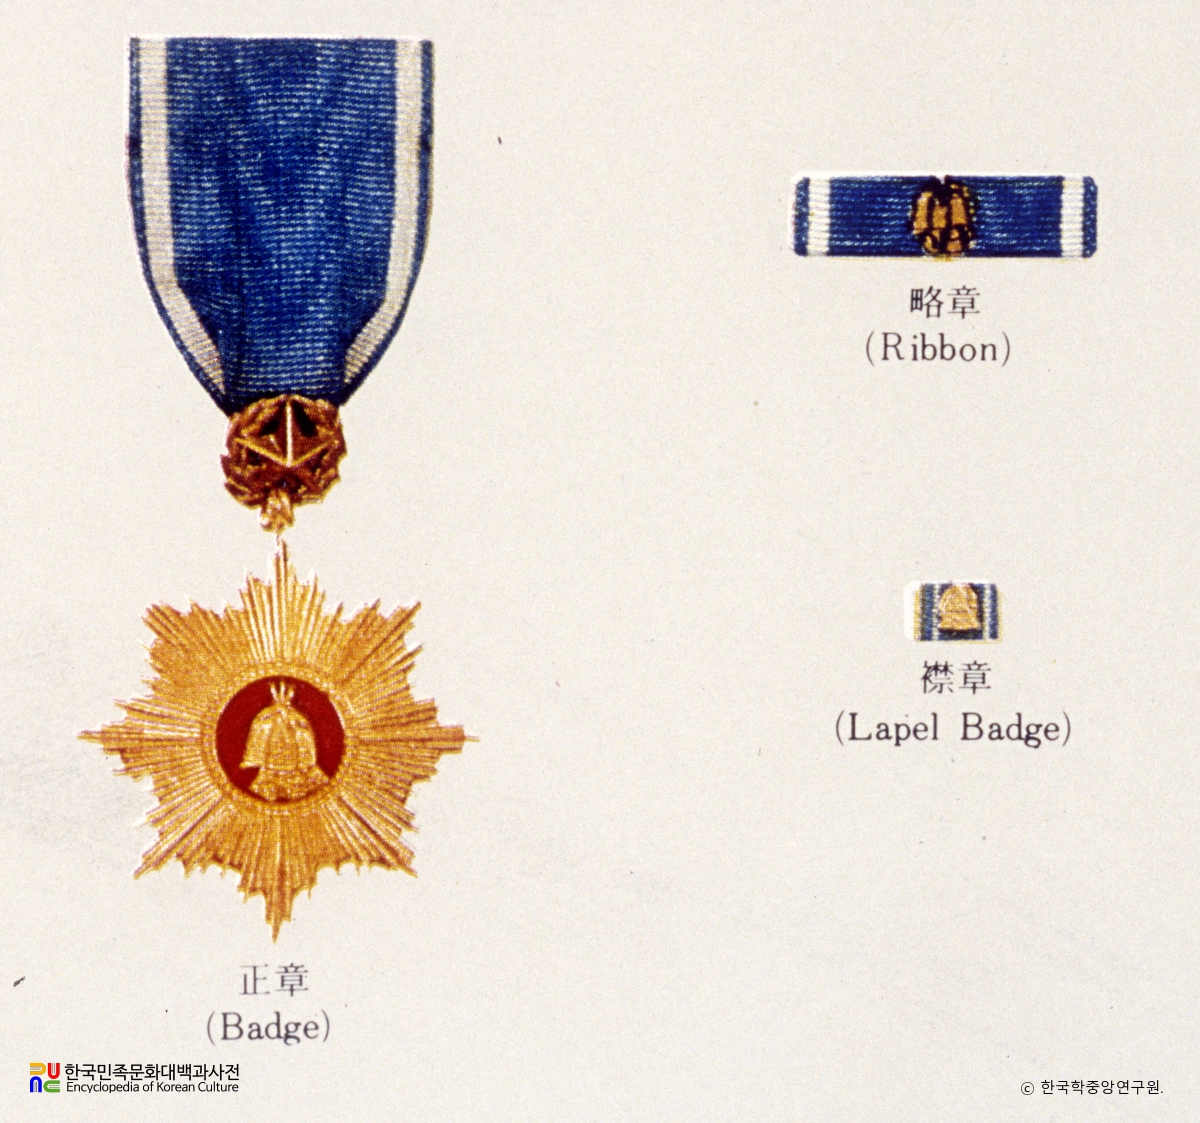 略章
(Ribbon)
襟章
(Lapel Badge)
正章
(Badge)
한국민족문화대백과사전
Encyclopedia of Korean Culture
ⓒ 한국학중앙연구원.